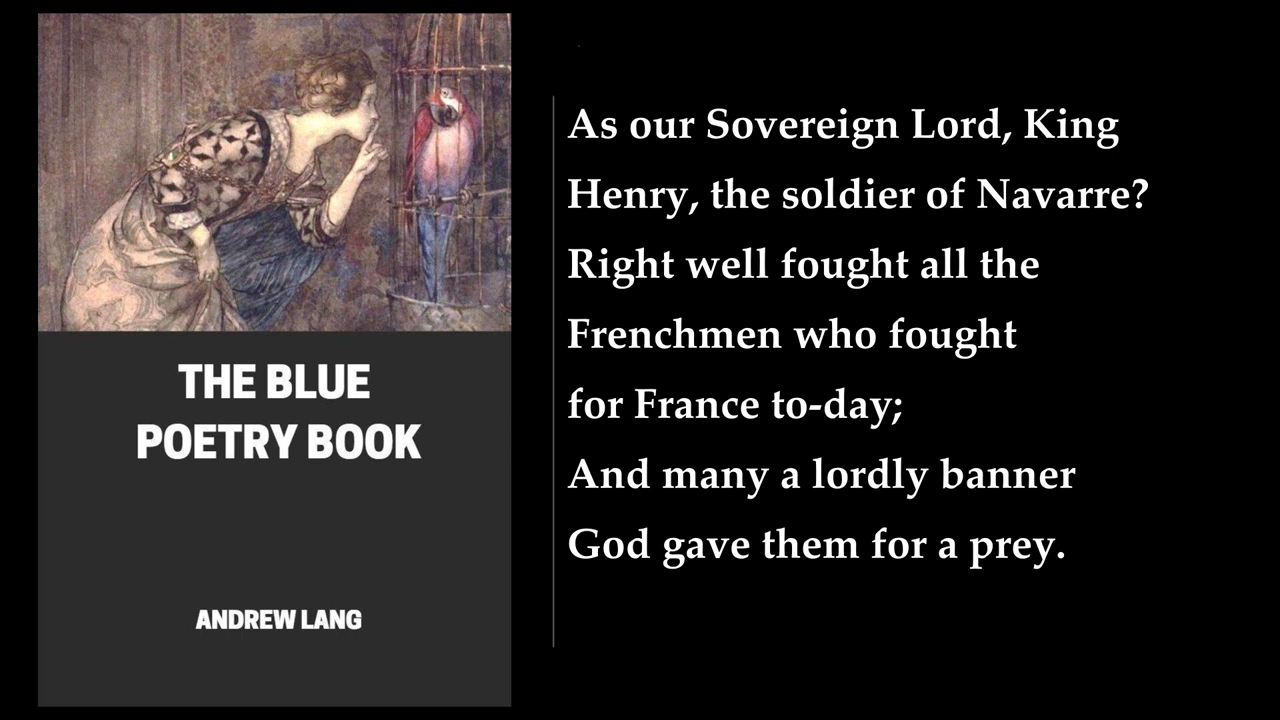 THE BLUE
POETRY BOOK
ANDREW LANG
As our Sovereign Lord, King
Henry, the soldier of Navarre?
Right well fought all the
Frenchmen who fought
for France to-day;
And many a lordly banner
God gave them for a prey.